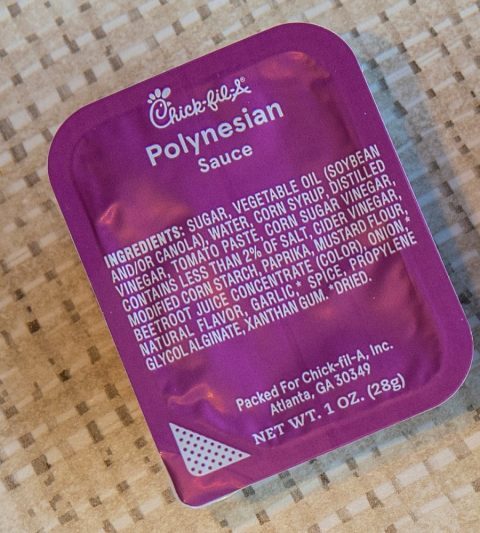 Chick-fil-A®
Polynesian
Sauce
INGREDIENTS: SUGAR, VEGETABLE OIL (SOYBEAN
AND/OR CANOLA), WATER, CORN SYRUP, DISTILLED
VINEGAR, TOMATO PASTE, CORN SUGAR VINEGAR,
CONTAINS LESS THAN 2% OF SALT, CIDER VINEGAR,
MODIFIED CORN STARCH, PAPRIKA, MUSTARD FLOUR,
BEETROOT JUICE CONCENTRATE (COLOR), ONION,*
NATURAL FLAVOR, GARLIC,* SPICE, PROPYLENE
GLYCOL ALGINATE, XANTHAN GUM. *DRIED.
Packed For Chick-fil-A, Inc.
Atlanta, GA 30349
NET WT. 1 OZ. (28g)